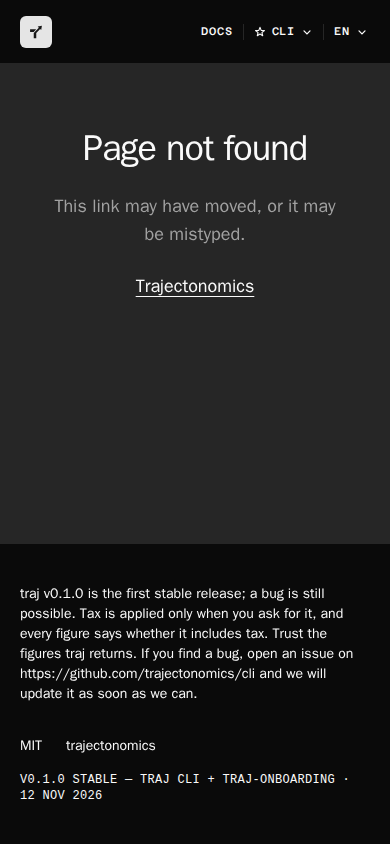 DOCS
CLI
EN
Page not found
This link may have moved, or it may
be mistyped.
Trajectonomics
traj v0.1.0 is the first stable release; a bug is still
possible. Tax is applied only when you ask for it, and
every figure says whether it includes tax. Trust the
figures traj returns. If you find a bug, open an issue on
https://github.com/trajectonomics/cli and we will
update it as soon as we can.
MIT trajectonomics
V0.1.0 STABLE — TRAJ CLI + TRAJ-ONBOARDING ·
12 NOV 2026